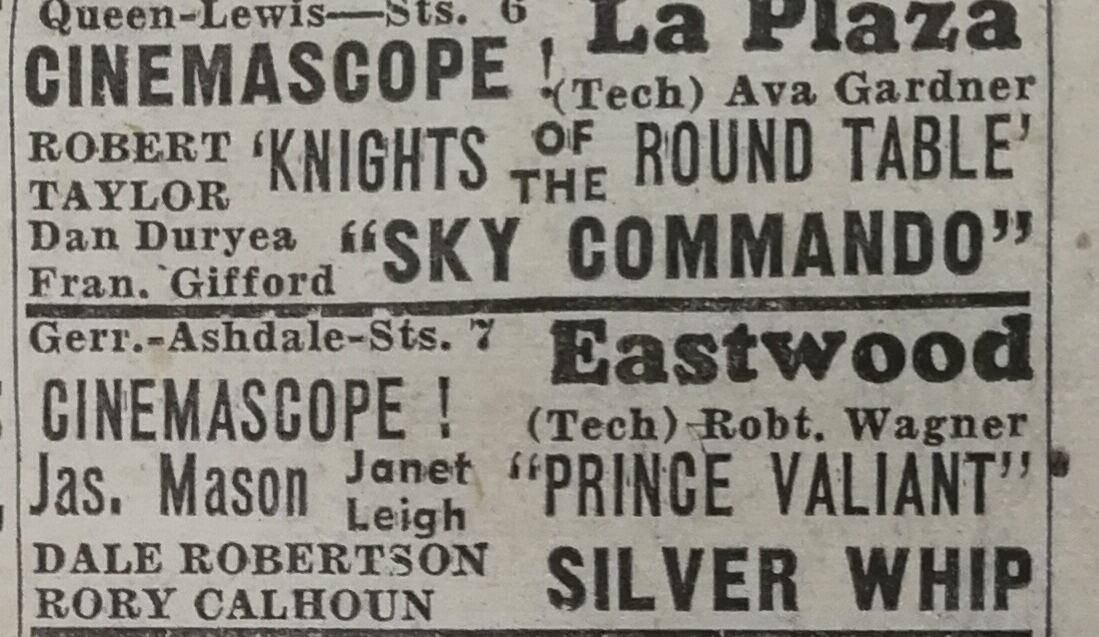 Queen-Lewis—Sts. 6 La Plaza
CINEMASCOPE ! (Tech) Ava Gardner
ROBERT TAYLOR 'KNIGHTS OF THE ROUND TABLE'
Dan Duryea Fran. Gifford "SKY COMMANDO"
Gerr.-Ashdale-Sts. 7 Eastwood
CINEMASCOPE ! (Tech) Robt. Wagner
Jas. Mason Janet Leigh "PRINCE VALIANT"
DALE ROBERTSON RORY CALHOUN SILVER WHIP